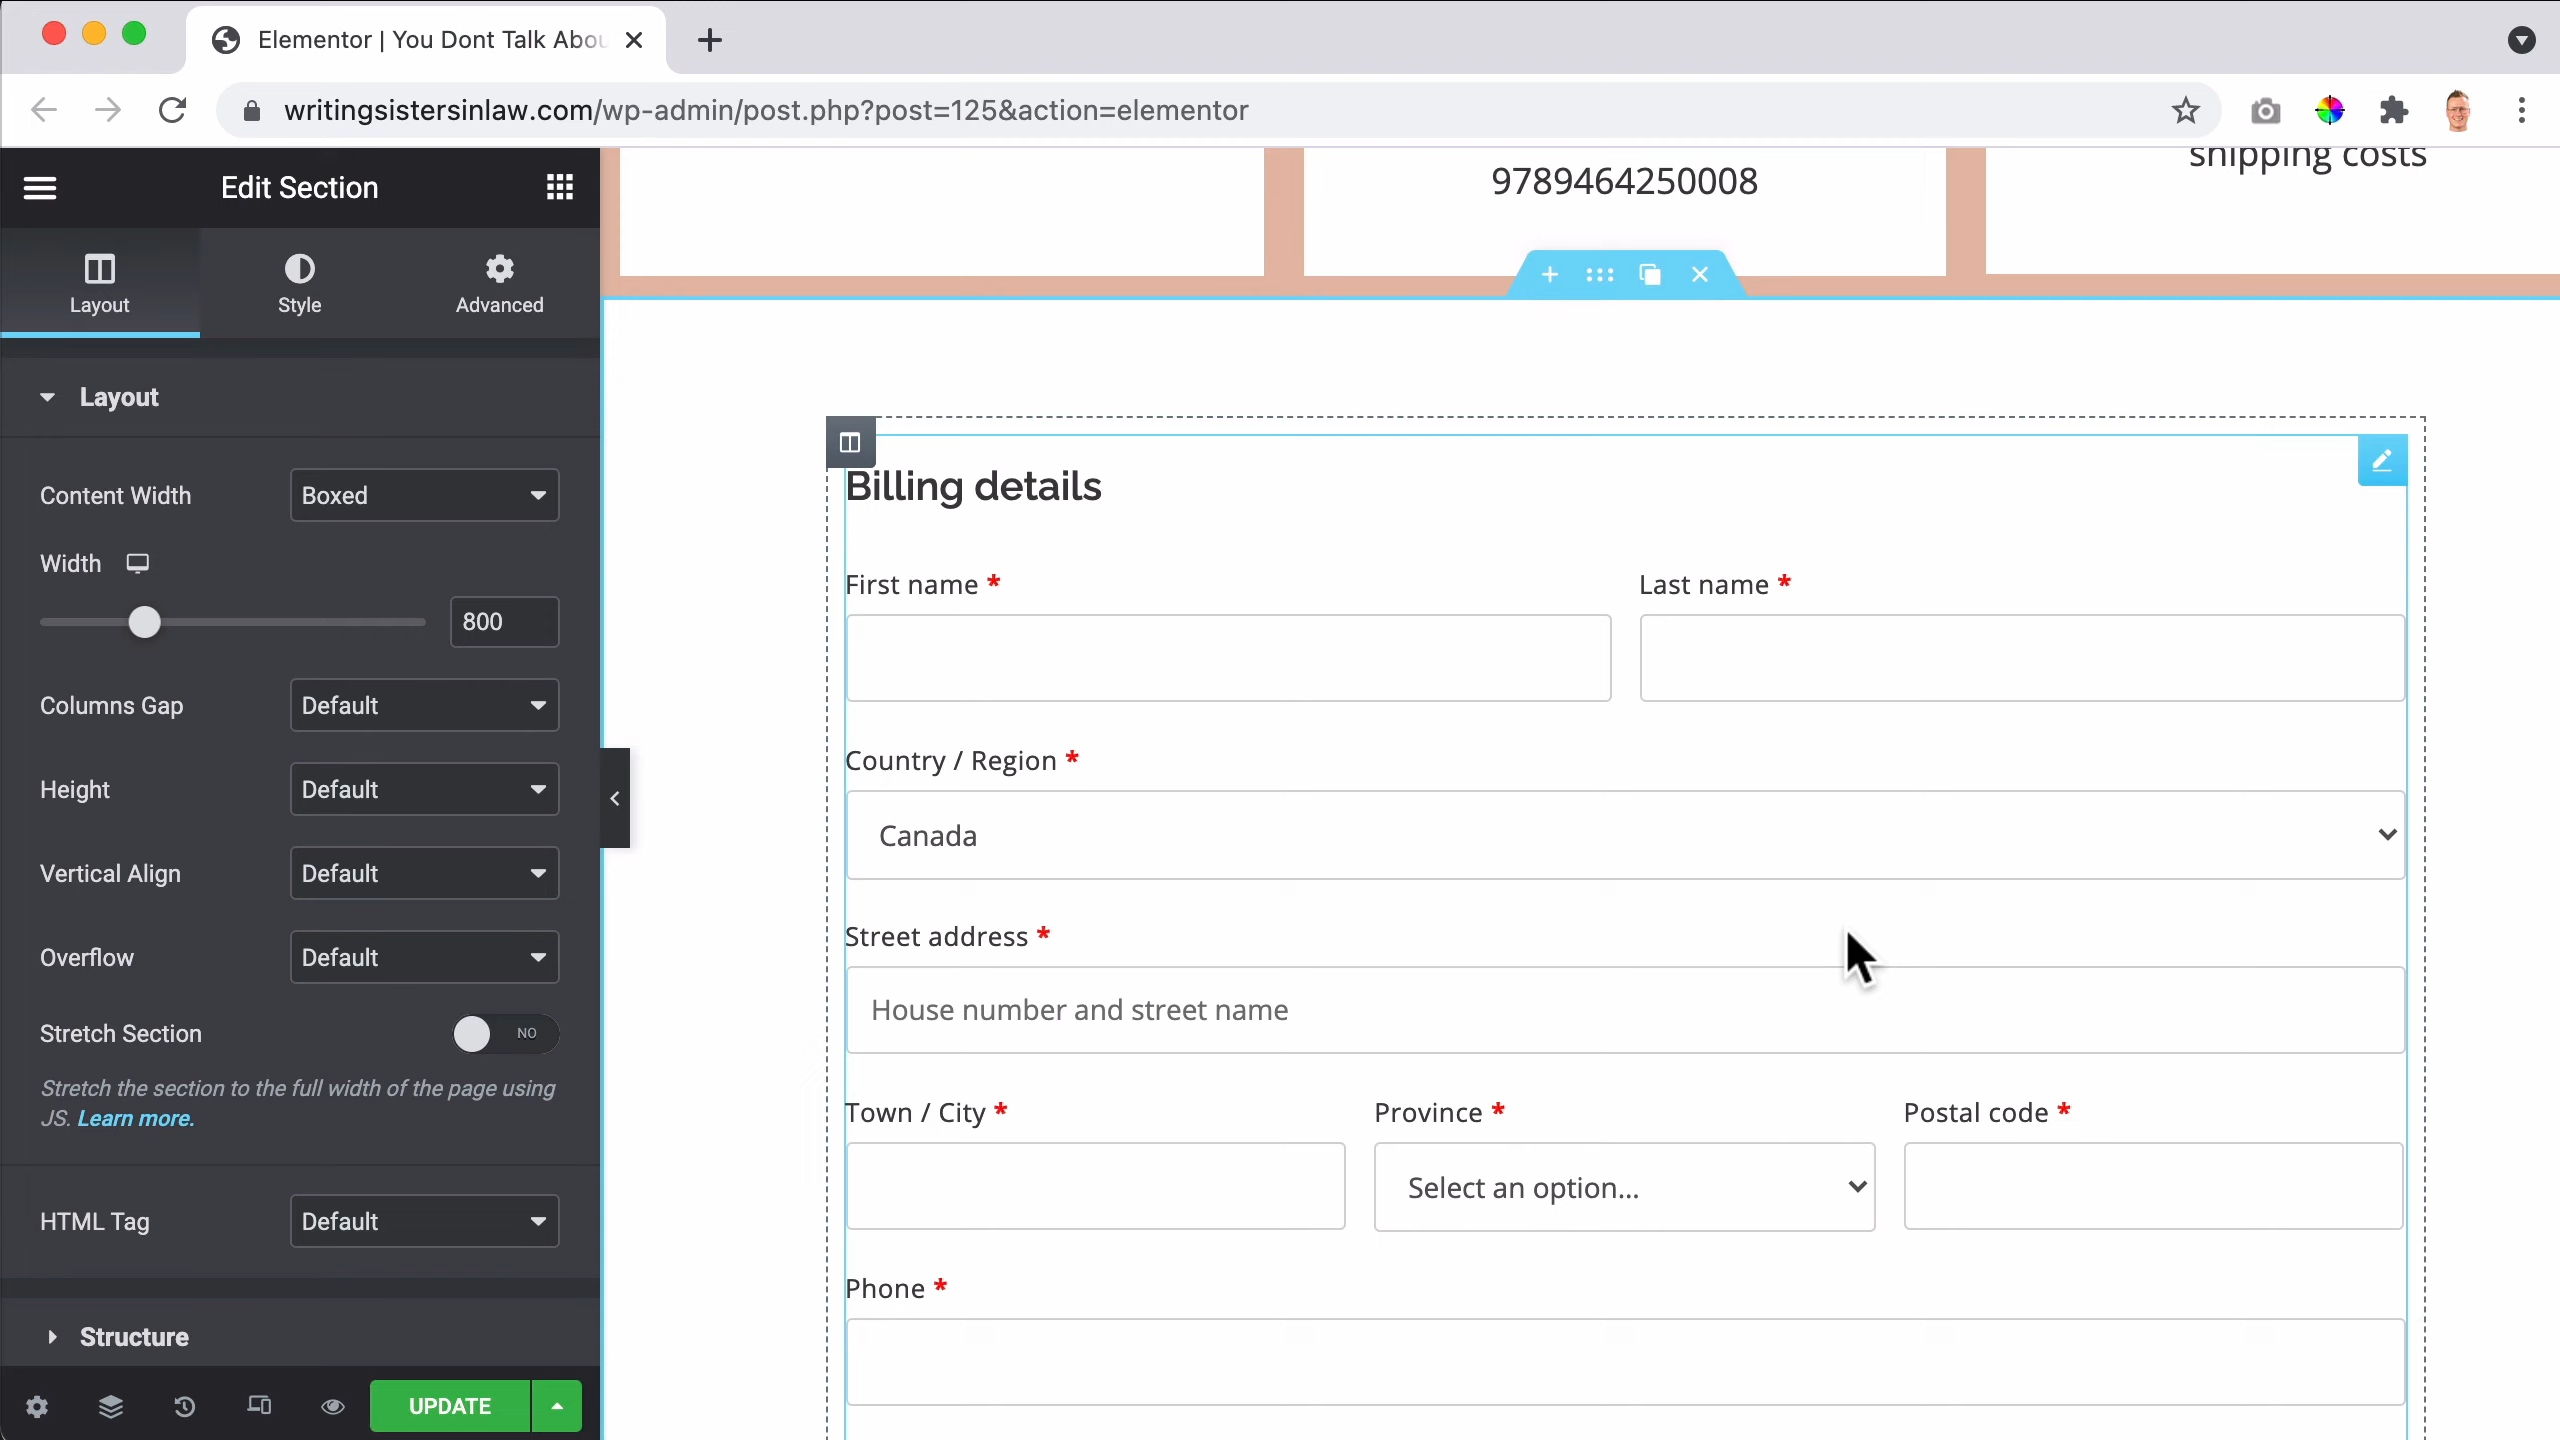 Elementor | You Dont Talk Abou
writingsistersinlaw.com/wp-admin/post.php?post=125&action=elementor
Edit Section
Layout
Style
Advanced
Layout
Content Width
Boxed
Width
800
Columns Gap
Default
Height
Default
Vertical Align
Default
Overflow
Default
Stretch Section
NO
Stretch the section to the full width of the page using
JS. Learn more.
HTML Tag
Default
Structure
UPDATE
shipping costs
9789464250008
Billing details
First name *
Last name *
Country / Region *
Canada
Street address *
House number and street name
Town / City *
Province *
Postal code *
Select an option...
Phone *